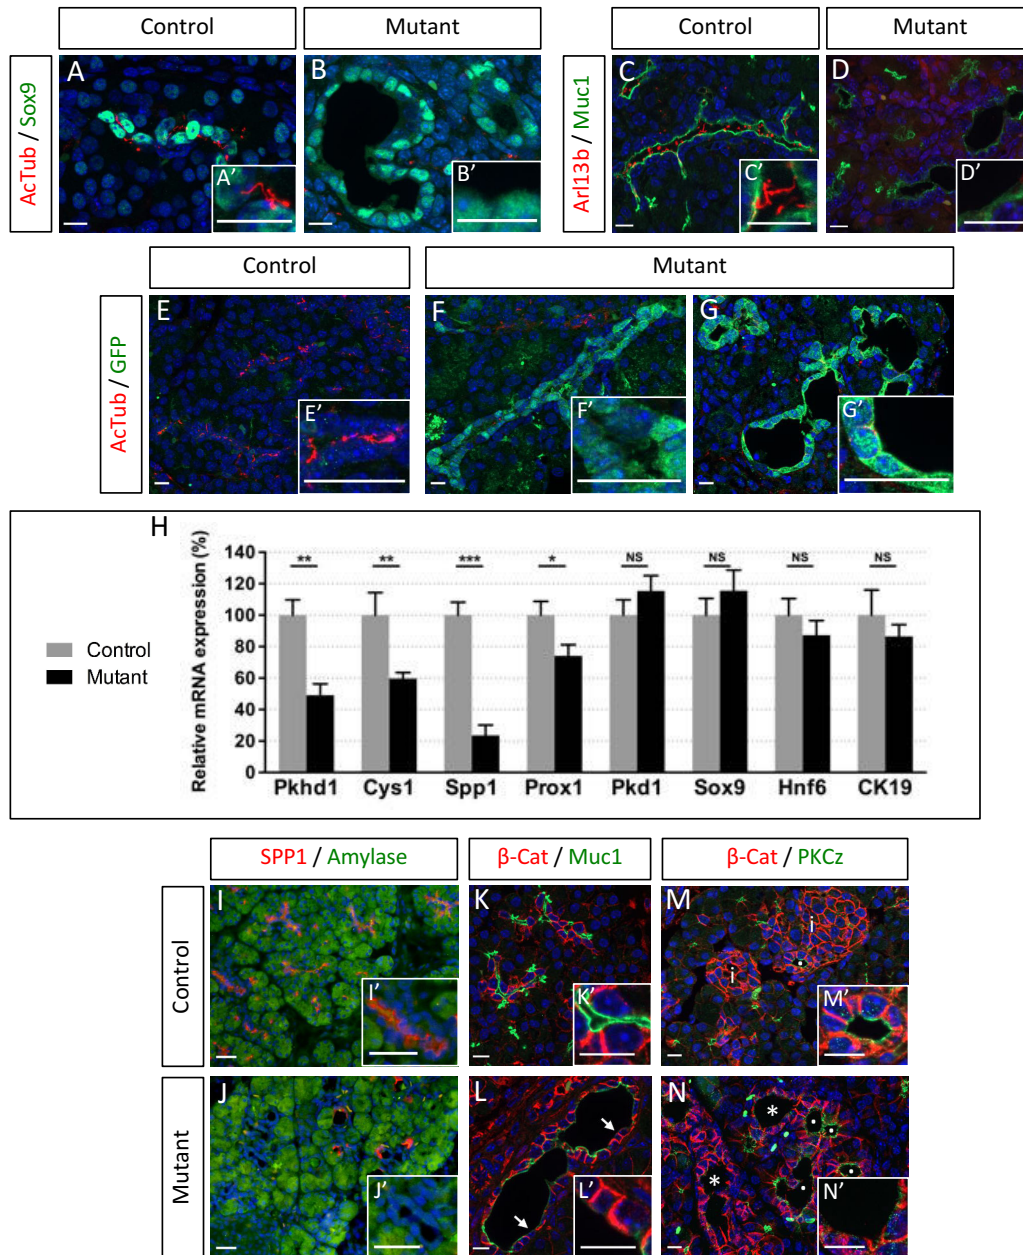 Control Mutant Control Mutant
AcTub / Sox9
A B
A' B'
Arl13b / Muc1
C D
C' D'
Control Mutant
AcTub / GFP
E F G
E' F' G'
H
Relative mRNA expression (%)
140
120
100
80
60
40
20
0
** ** *** * NS NS NS NS
Control
Mutant
Pkhd1 Cys1 Spp1 Prox1 Pkd1 Sox9 Hnf6 CK19
SPP1 / Amylase β-Cat / Muc1 β-Cat / PKCz
Control
I K M
i
i
I' K' M'
Mutant
J L N
*
*
J' L' N'